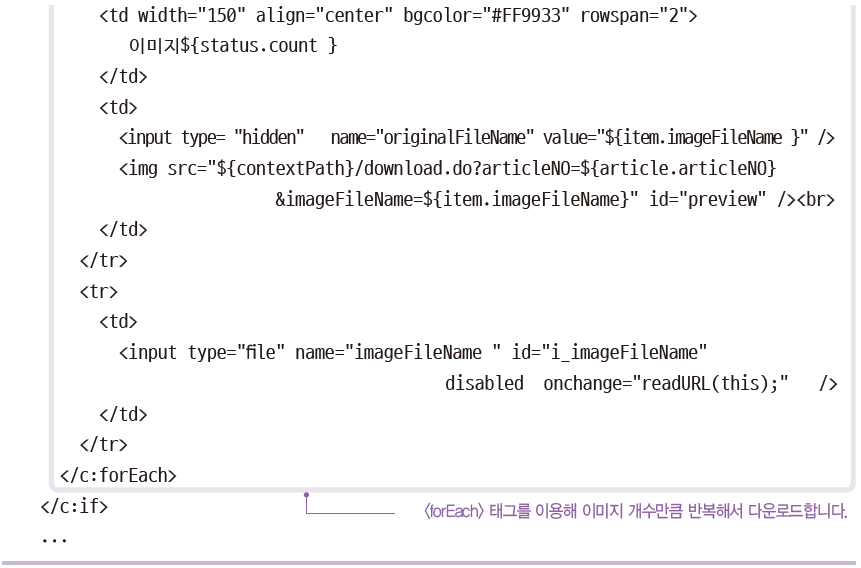 <td width="150" align="center" bgcolor="#FF9933" rowspan="2">
이미지${status.count }
</td>
<td>
<input type= "hidden"   name="originalFileName" value="${item.imageFileName }" />
<img src="${contextPath}/download.do?articleNO=${article.articleNO}
&imageFileName=${item.imageFileName}" id="preview" /><br>
</td>
</tr>
<tr>
<td>
<input type="file" name="imageFileName " id="i_imageFileName"
disabled  onchange="readURL(this);"   />
</td>
</tr>
</c:forEach>
</c:if>
〈forEach〉 태그를 이용해 이미지 개수만큼 반복해서 다운로드합니다.
...